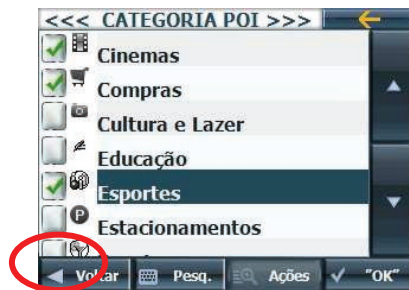 <<< CATEGORIA POI >>>
Cinemas
Compras
Cultura e Lazer
Educação
Esportes
P Estacionamentos
Voltar Pesq. Ações "OK"